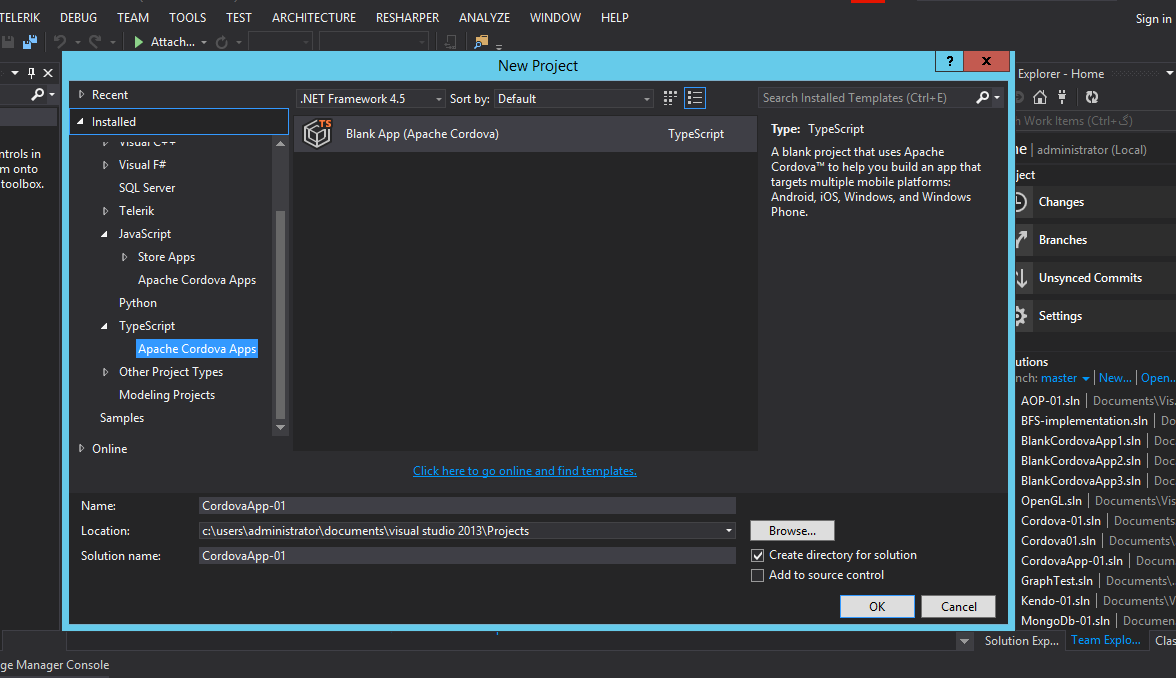 TELERIK DEBUG TEAM TOOLS TEST ARCHITECTURE RESHARPER ANALYZE WINDOW HELP
Sign in
Attach...
New Project
?
Explorer - Home
Recent
.NET Framework 4.5
Sort by: Default
Search Installed Templates (Ctrl+E)
Installed
Visual C++
Visual F#
SQL Server
Telerik
JavaScript
Store Apps
Apache Cordova Apps
Python
TypeScript
Apache Cordova Apps
Other Project Types
Modeling Projects
Samples
Online
TS
Blank App (Apache Cordova) TypeScript
Type: TypeScript
A blank project that uses Apache
Cordova™ to help you build an app that
targets multiple mobile platforms:
Android, iOS, Windows, and Windows
Phone.
Click here to go online and find templates.
Name: CordovaApp-01
Location: c:\users\administrator\documents\visual studio 2013\Projects
Browse...
Solution name: CordovaApp-01
Create directory for solution
Add to source control
OK Cancel
ntrols in
m onto
toolbox.
h Work Items (Ctrl+ك)
me | administrator (Local)
ject
Changes
Branches
Unsynced Commits
Settings
utions
nch: master New... Open...
AOP-01.sln | Documents\Vis.
BFS-implementation.sln | Do
BlankCordovaApp1.sln | Doc
BlankCordovaApp2.sln | Doc
BlankCordovaApp3.sln | Doc
OpenGL.sln | Documents\Vis
Cordova-01.sln | Documents
Cordova01.sln | Documents\
CordovaApp-01.sln | Docum
GraphTest.sln | Documents\.
Kendo-01.sln | Documents\V
MongoDb-01.sln | Documen
Solution Exp... Team Explo... Clas
ge Manager Console